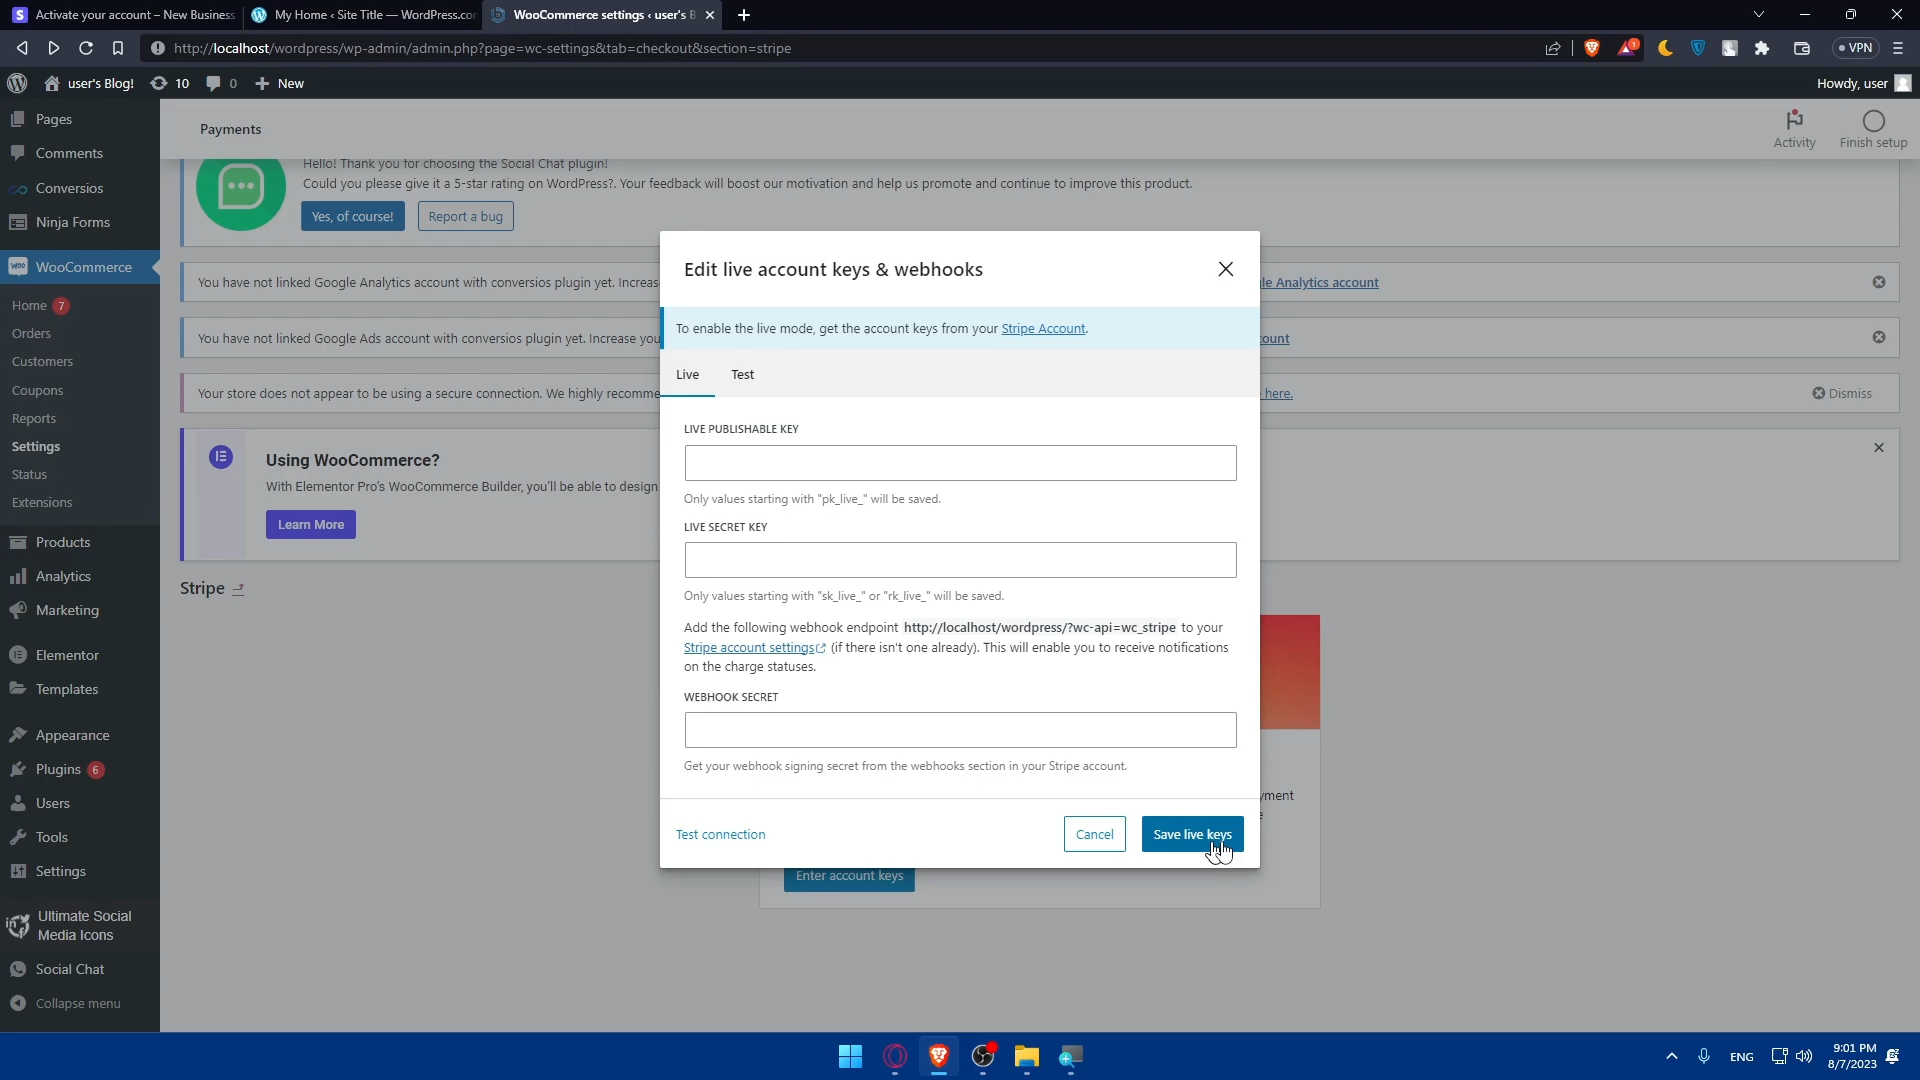 Activate your account – New Business
My Home ‹ Site Title — WordPress.con
WooCommerce settings ‹ user's B
http://localhost/wordpress/wp-admin/admin.php?page=wc-settings&tab=checkout&section=stripe
1
VPN
user's Blog!
10
0
New
Howdy, user
Pages
Comments
Conversios
Ninja Forms
WooCommerce
Home 7
Orders
Customers
Coupons
Reports
Settings
Status
Extensions
Products
Analytics
Marketing
Elementor
Templates
Appearance
Plugins 6
Users
Tools
Settings
Ultimate Social
Media Icons
Social Chat
Collapse menu
Payments
Activity
Finish setup
Hello! Thank you for choosing the Social Chat plugin!
Could you please give it a 5-star rating on WordPress?. Your feedback will boost our motivation and help us promote and continue to improve this product.
Yes, of course!
Report a bug
You have not linked Google Analytics account with conversios plugin yet. Increas
le Analytics account
You have not linked Google Ads account with conversios plugin yet. Increase you
count
Your store does not appear to be using a secure connection. We highly recomme
here.
Dismiss
Using WooCommerce?
With Elementor Pro's WooCommerce Builder, you'll be able to design
Learn More
Stripe
Edit live account keys & webhooks
To enable the live mode, get the account keys from your Stripe Account.
Live
Test
LIVE PUBLISHABLE KEY
Only values starting with "pk_live_" will be saved.
LIVE SECRET KEY
Only values starting with "sk_live_" or "rk_live_" will be saved.
Add the following webhook endpoint http://localhost/wordpress/?wc-api=wc_stripe to your
Stripe account settings (if there isn't one already). This will enable you to receive notifications
on the charge statuses.
WEBHOOK SECRET
Get your webhook signing secret from the webhooks section in your Stripe account.
Test connection
Cancel
Save live keys
yment
e
Enter account keys
ENG
9:01 PM
8/7/2023